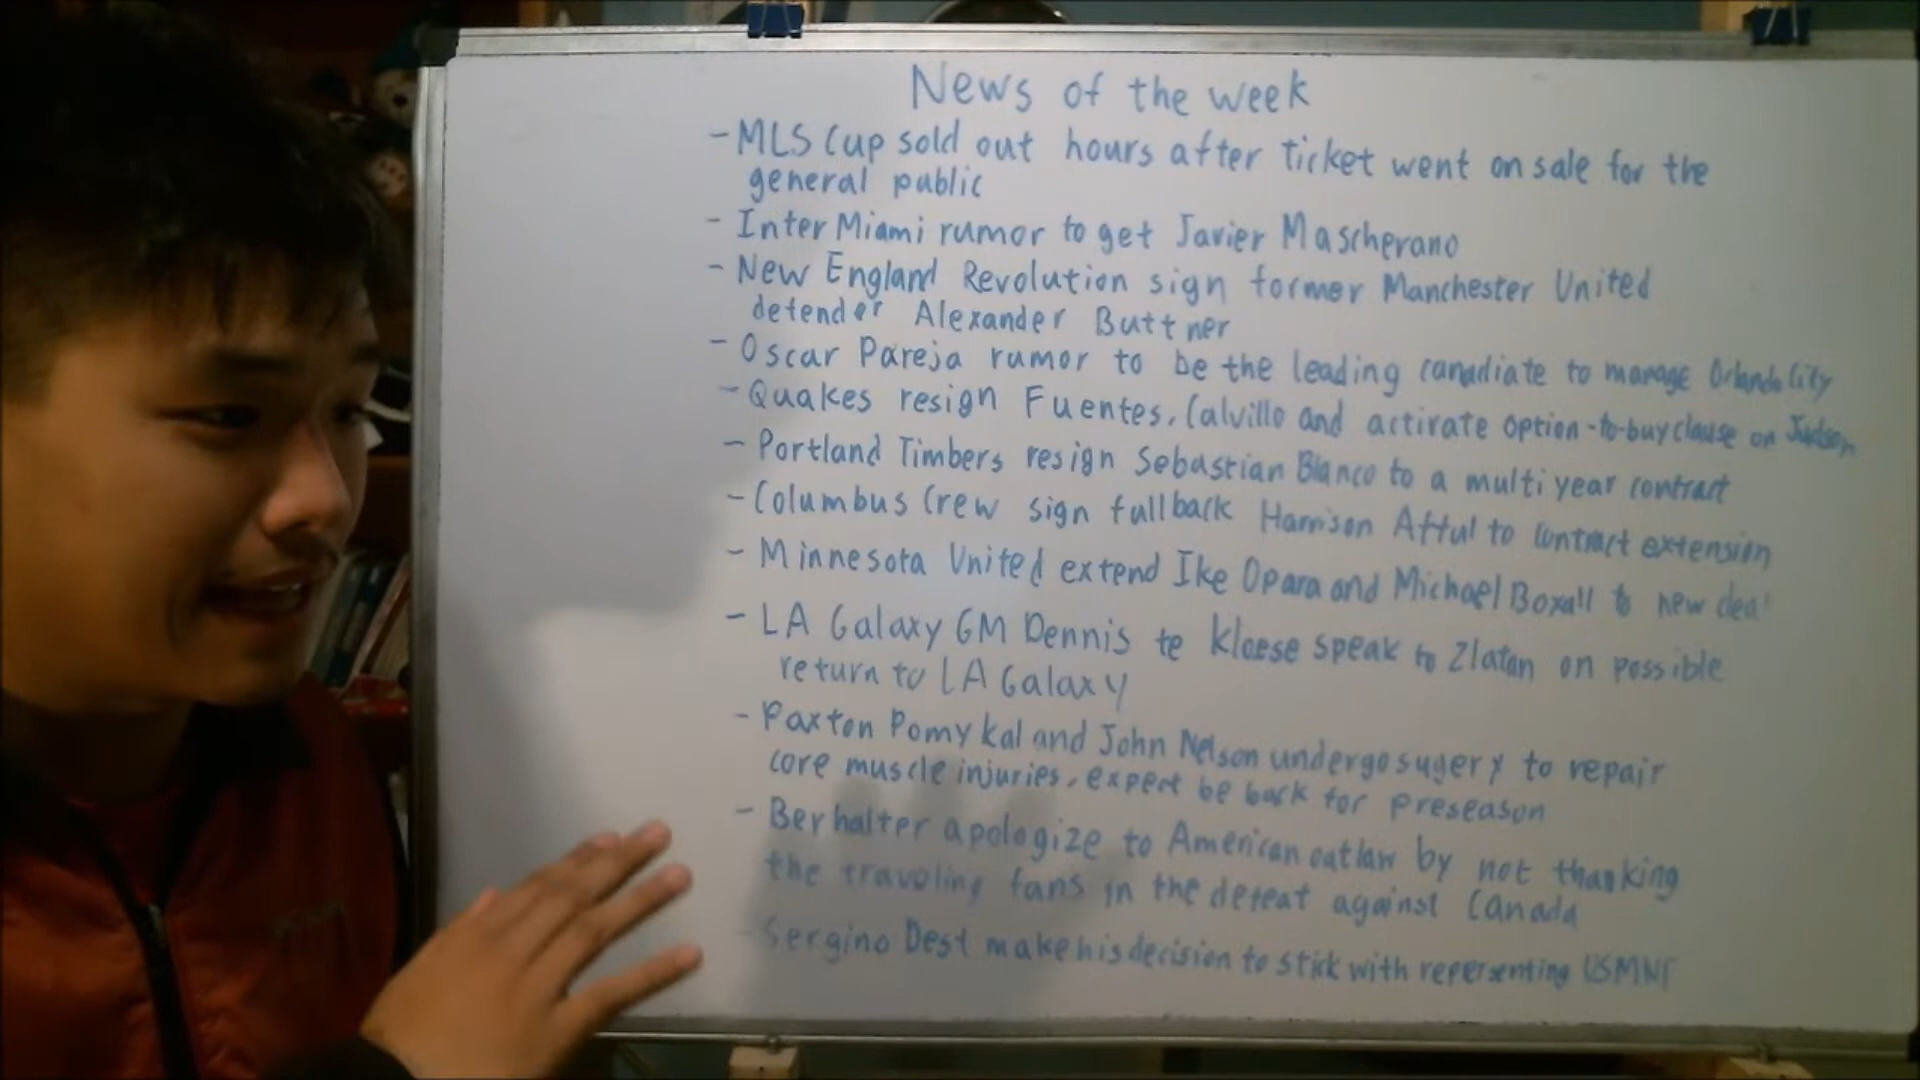 News of the week
- MLS Cup sold out hours after ticket went on sale for the
general public
- Inter Miami rumor to get Javier Mascherano
- New England Revolution sign former Manchester United
defender Alexander Buttner
- Oscar Pareja rumor to be the leading canadiate to manage Orlando City
- Quakes resign Fuentes, Calvillo and activate option-to-buy clause on Judson
- Portland Timbers resign Sebastian Blanco to a multi year contract
- Columbus Crew sign fullback Harrison Afful to contract extension
- Minnesota United extend Ike Opara and Michael Boxall to new deal
- LA Galaxy GM Dennis te kloese speak to Zlatan on possible
return to LA Galaxy
- Paxton Pomykal and John Nelson undergo sugery to repair
core muscle injuries, expect be back for preseason
- Berhalter apologize to American outlaw by not thanking
the traveling fans in the defeat against Canada
- Sergino Dest make his decision to stick with repersenting USMNT